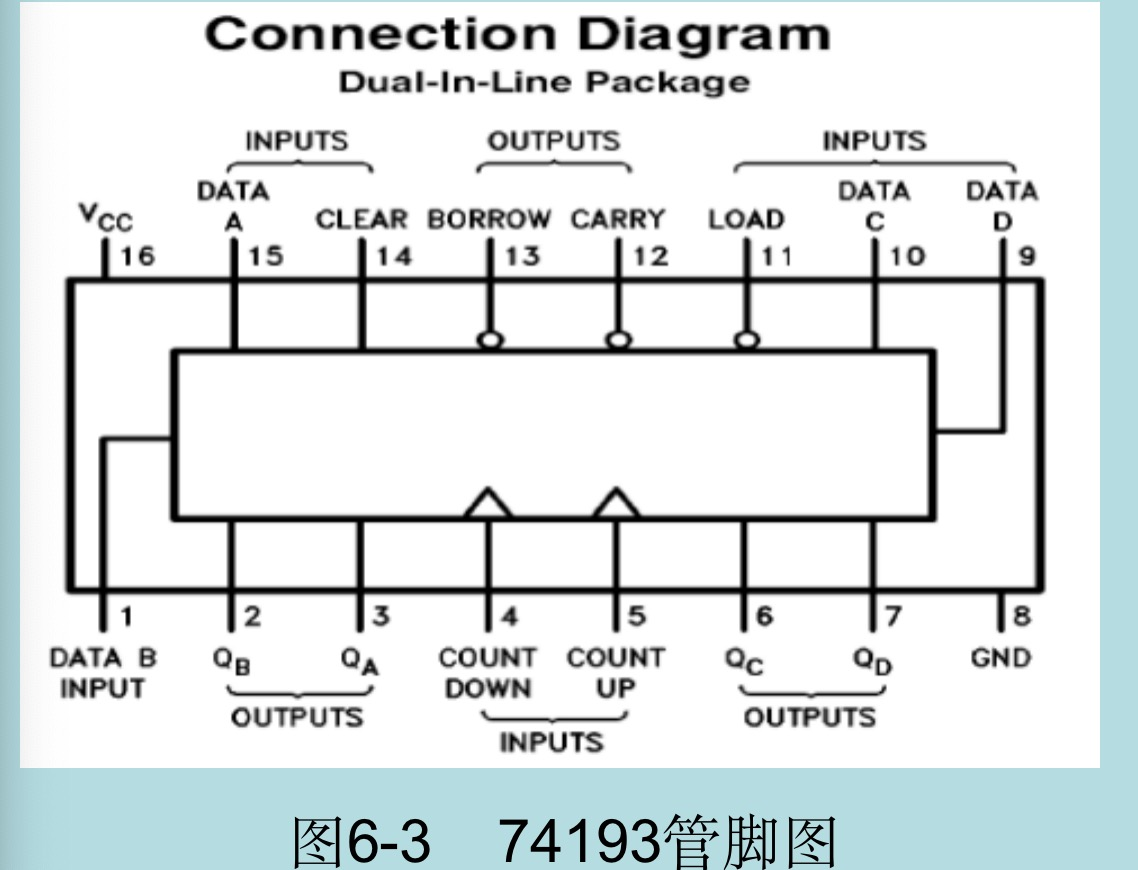 Connection Diagram
Dual-In-Line Package
INPUTS OUTPUTS INPUTS
DATA DATA DATA
VCC A CLEAR BORROW CARRY LOAD C D
16 15 14 13 12 11 10 9
1 2 3 4 5 6 7 8
DATA B QB QA COUNT COUNT QC QD GND
INPUT DOWN UP
OUTPUTS OUTPUTS
INPUTS
图6-3 74193管脚图